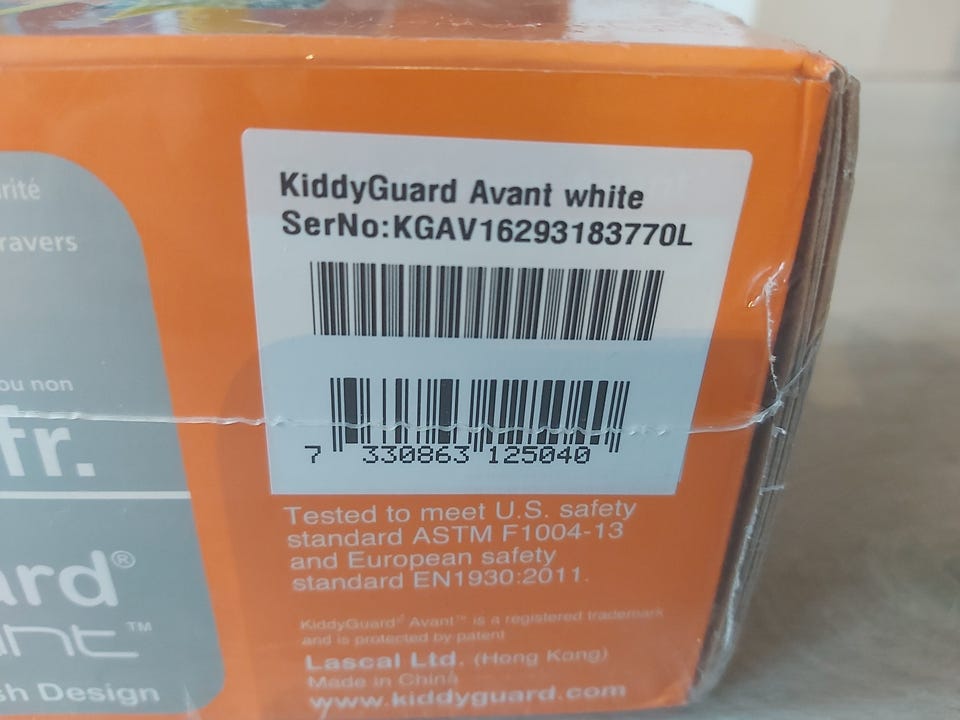 KiddyGuard Avant white
SerNo:KGAV16293183770L
7 330863 125040
Tested to meet U.S. safety
standard ASTM F1004-13
and European safety
standard EN1930:2011.
KiddyGuard® Avant™ is a registered trademark
and is protected by patent
Lascal Ltd. (Hong Kong)
Made in China
www.kiddyguard.com
rité
ravers
ou non
fr.
ard®
ant™
sh Design